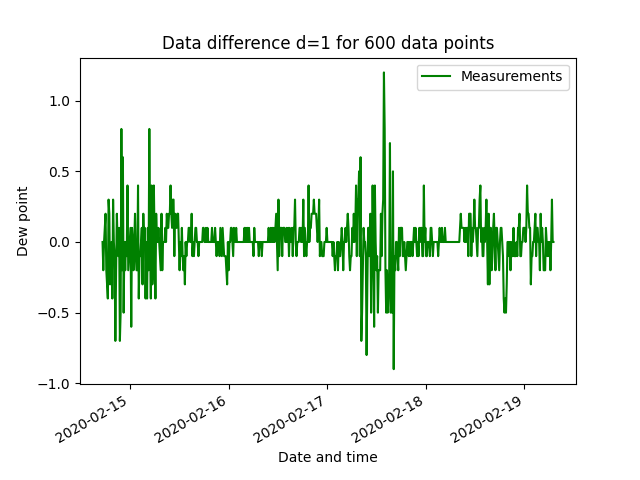 Data difference d=1 for 600 data points
Measurements
1.0
0.5
0.0
−0.5
−1.0
Dew point
2020-02-15
2020-02-16
2020-02-17
2020-02-18
2020-02-19
Date and time